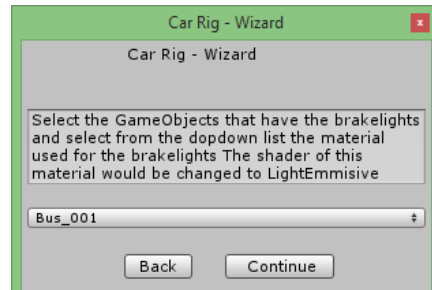 Car Rig - Wizard
x
Car Rig - Wizard
Select the GameObjects that have the brakelights
and select from the dopdown list the material
used for the brakelights The shader of this
material would be changed to LightEmmisive
Bus_001
Back Continue